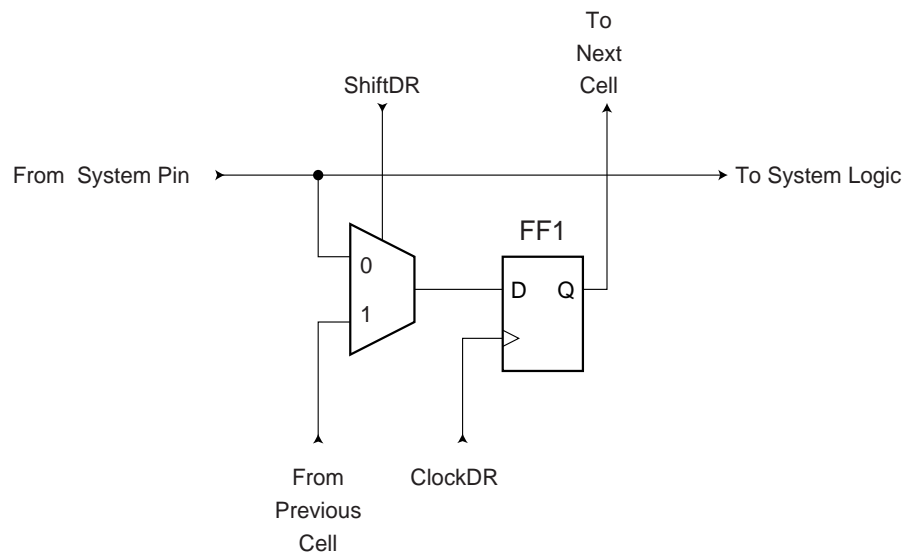 To
Next
Cell
ShiftDR
From System Pin
To System Logic
FF1
0
D Q
1
From
Previous
Cell
ClockDR